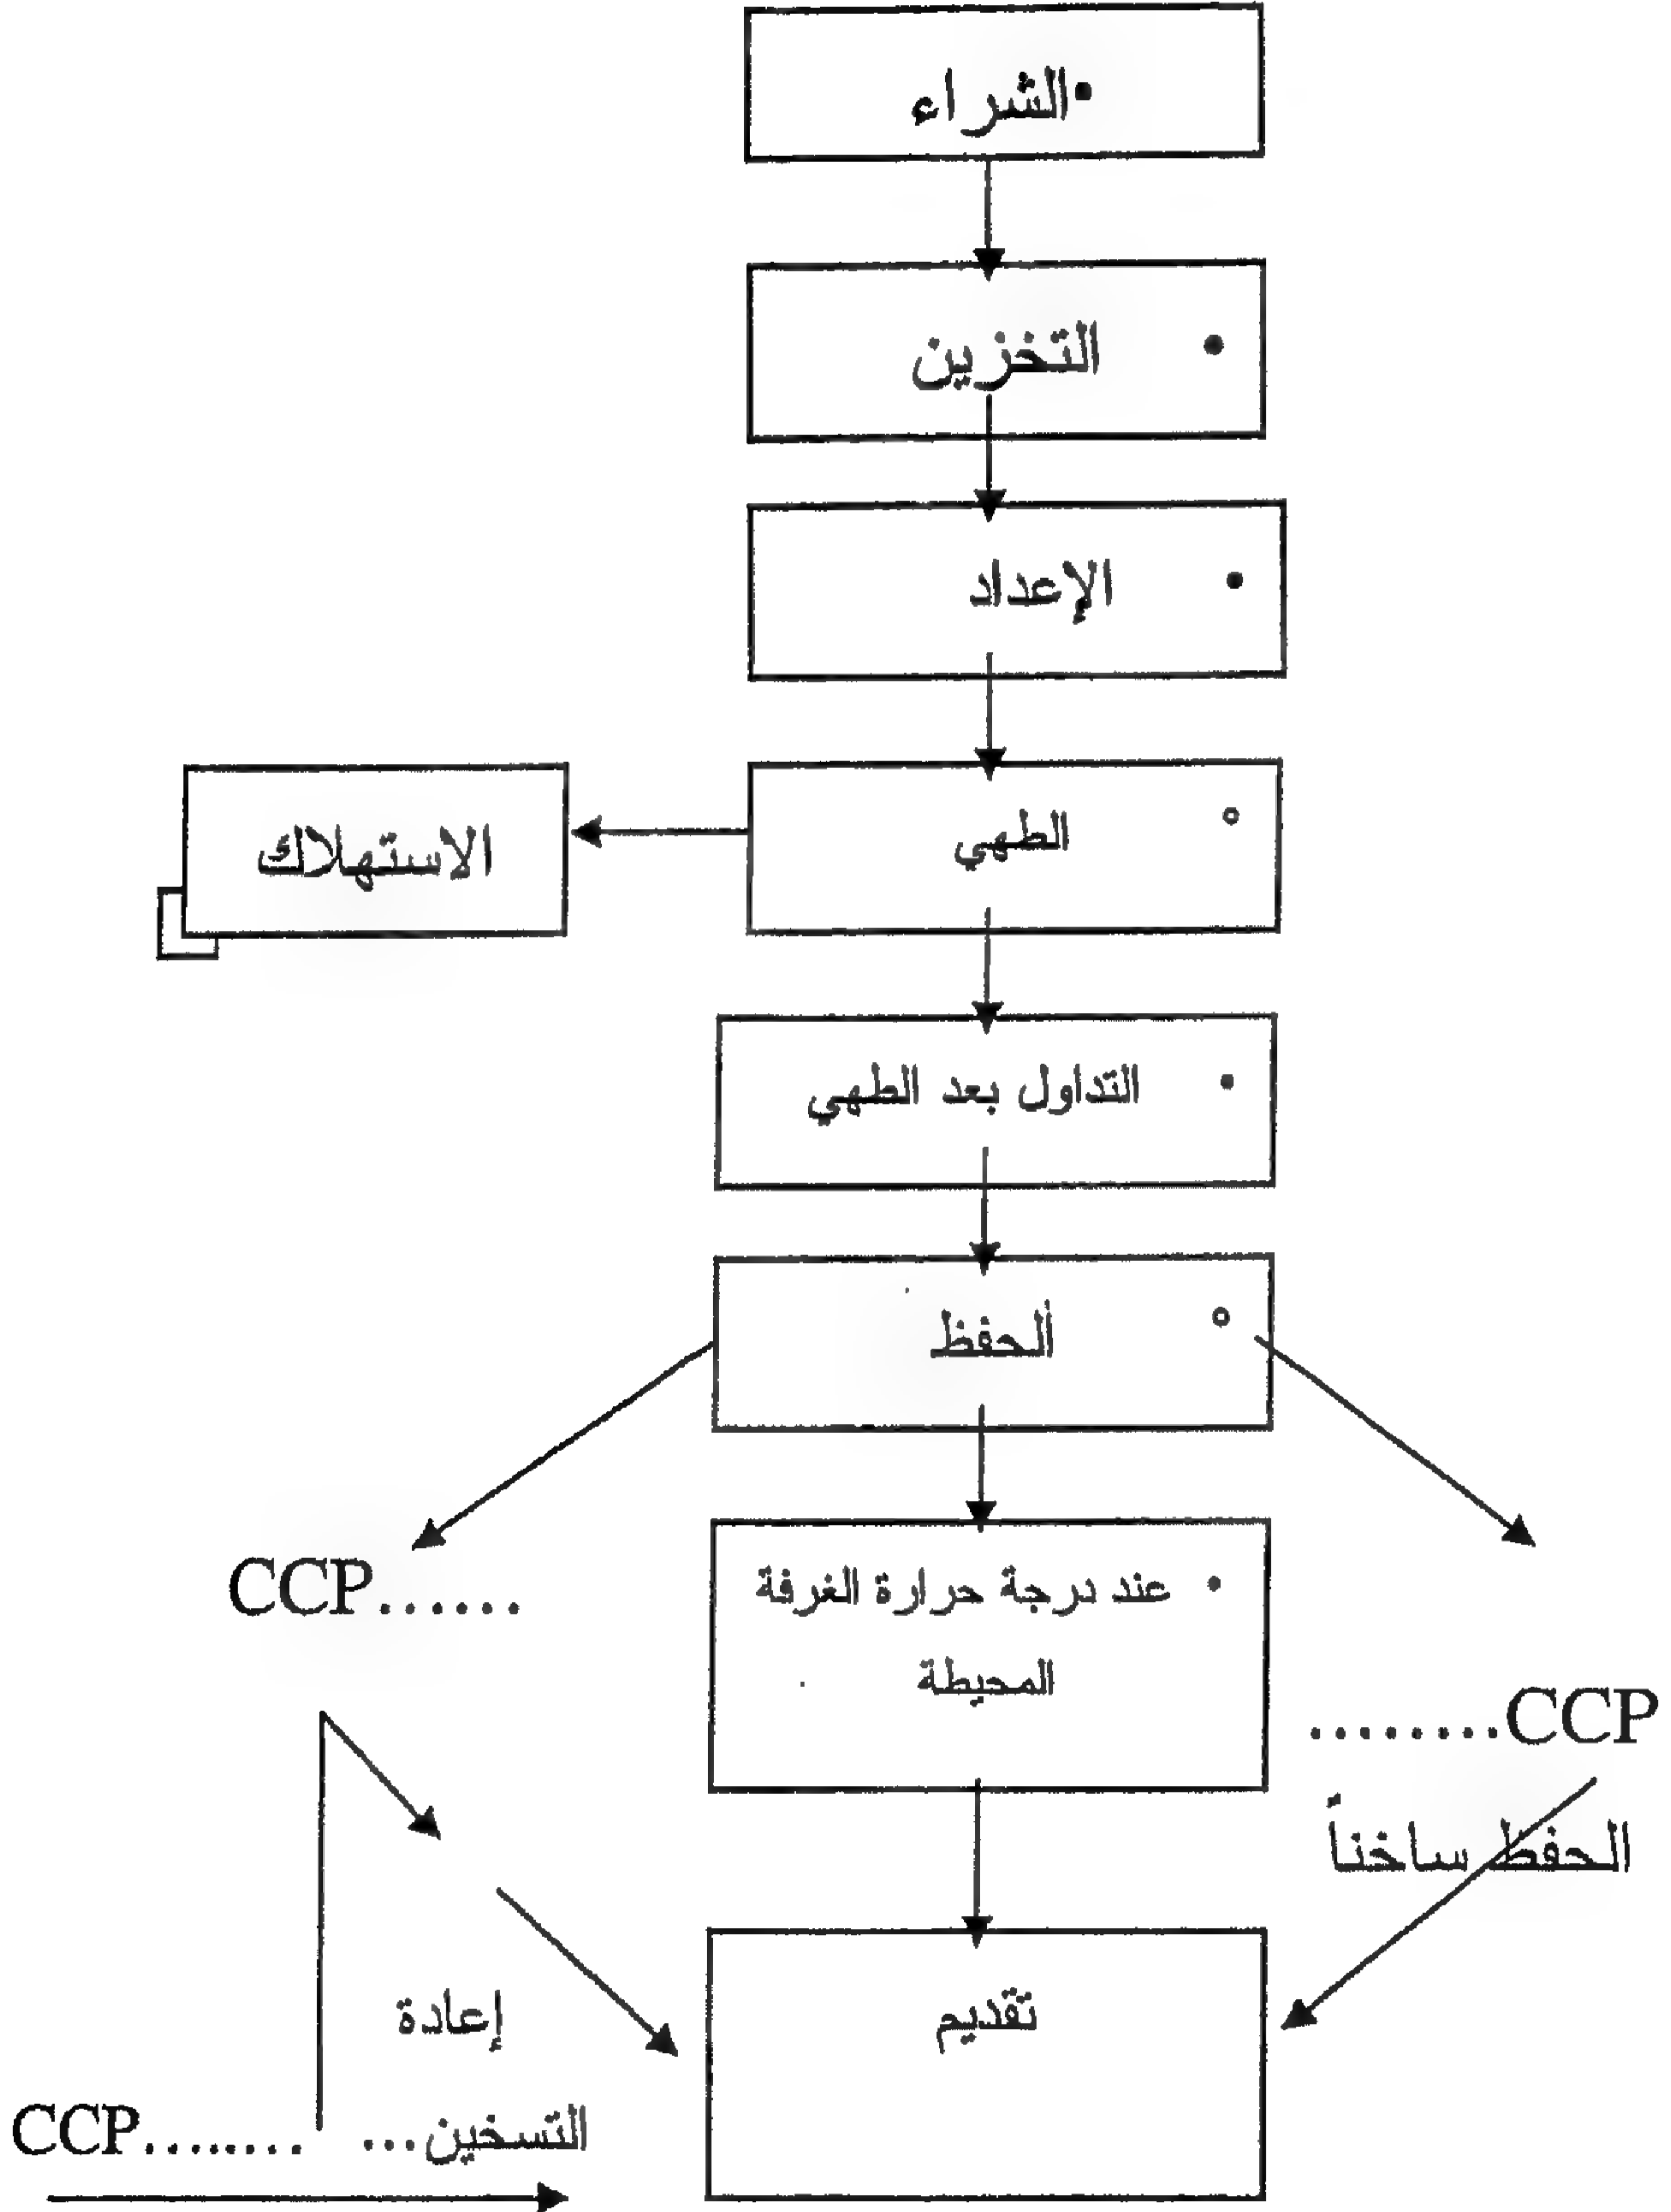 •الشراء
• التخزين
• الإعداد
° الطهي
الاستهلاك
• التداول بعد الطهي
° الحفظ
CCP......
• عند درجة حرارة الغرفة
المحيطة
........CCP
الحفظ ساخناً
تقديم
إعادة
التسخين...
CCP........